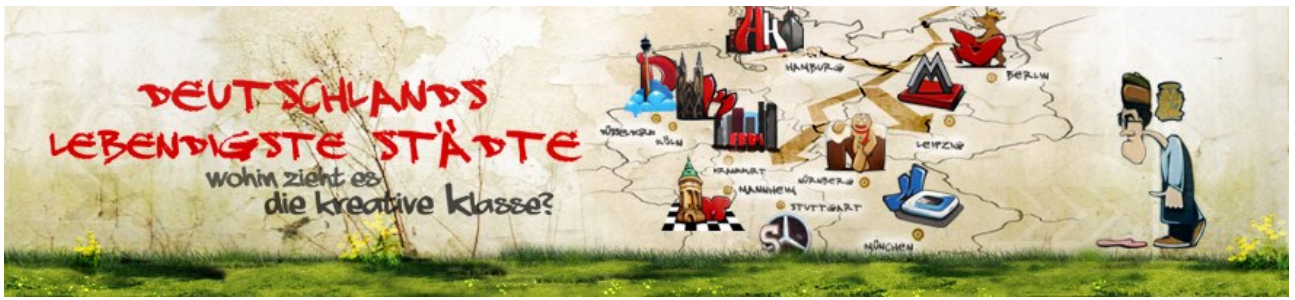 DEUTSCHLANDS
LEBENDIGSTE STÄDTE
wohin zieht es
die kreative klasse?
HAMBURG
BERLIN
DÜSSELDORF
KÖLN
LEIPZIG
FRANKFURT
NÜRNBERG
MANNHEIM
STUTTGART
MÜNCHEN